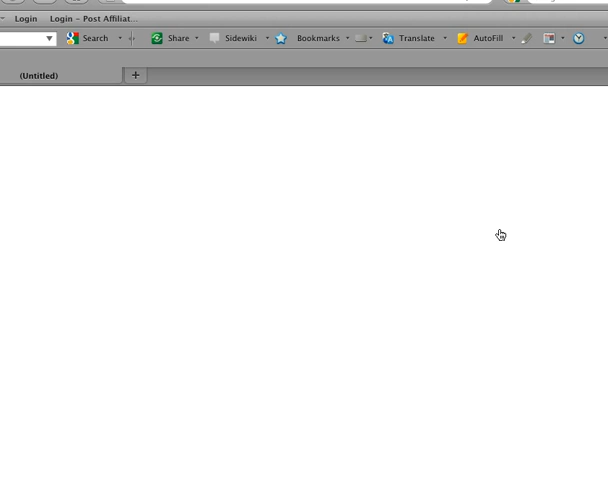 Login Login – Post Affiliat...
Search Share Sidewiki Bookmarks Translate AutoFill
(Untitled) +